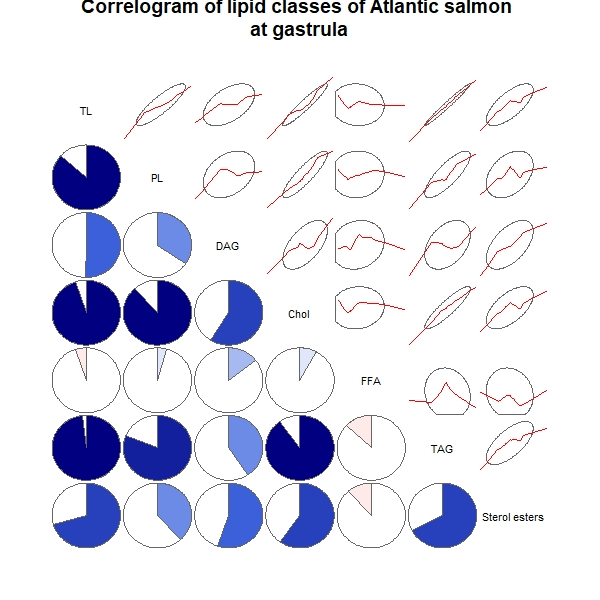 Correlogram of lipid classes of Atlantic salmon
at gastrula
TL
PL
DAG
Chol
FFA
TAG
Sterol esters